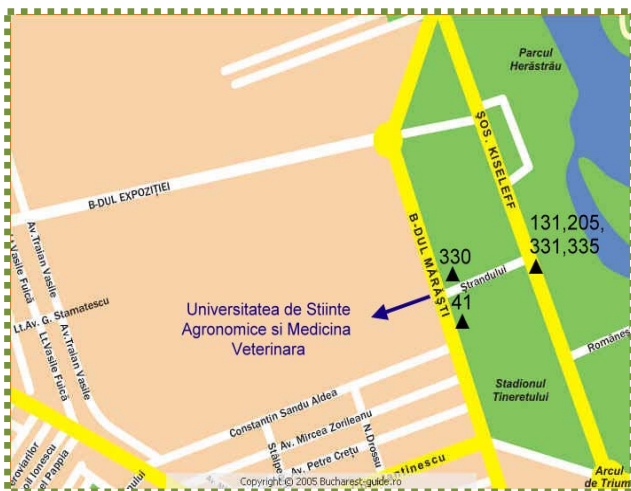 Parcul
Herăstrău
ŞOS. KISELEFF
B-DUL EXPOZIŢIEI
Av.Traian Vasile
Lt.Vasile Fuică
B-DUL MĂRĂŞTI
131,205,
331,335
330
Ştrandului
41
Universitatea de Stiinte
Agronomice si Medicina
Veterinara
Lt.Av. G. Stamatescu
Av.Traian Vasile
Lt.Vasile Fuică
Stadionul
Tineretului
Constantin Sandu Aldea
Av. Mircea Zorileanu
N.Drossu
Av. Petre Creţu
Arcul
de Trium
Copyright © 2005 Bucharest-guide.ro